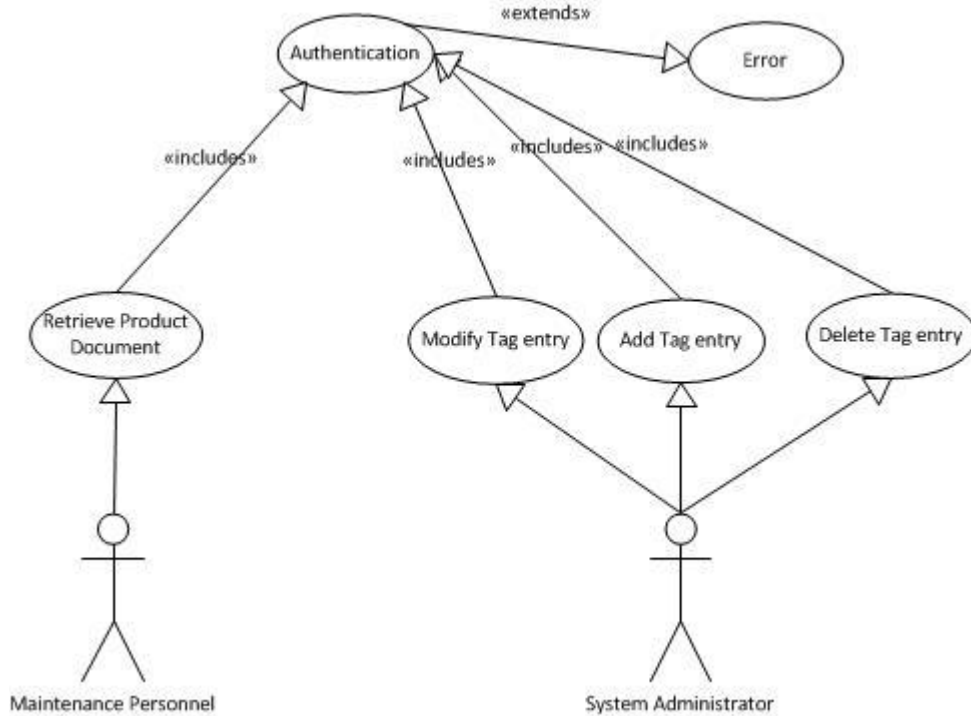 «extends»
Authentication
Error
«includes»
«includes»
«includes»
«includes»
Retrieve Product
Document
Modify Tag entry
Add Tag entry
Delete Tag entry
Maintenance Personnel
System Administrator